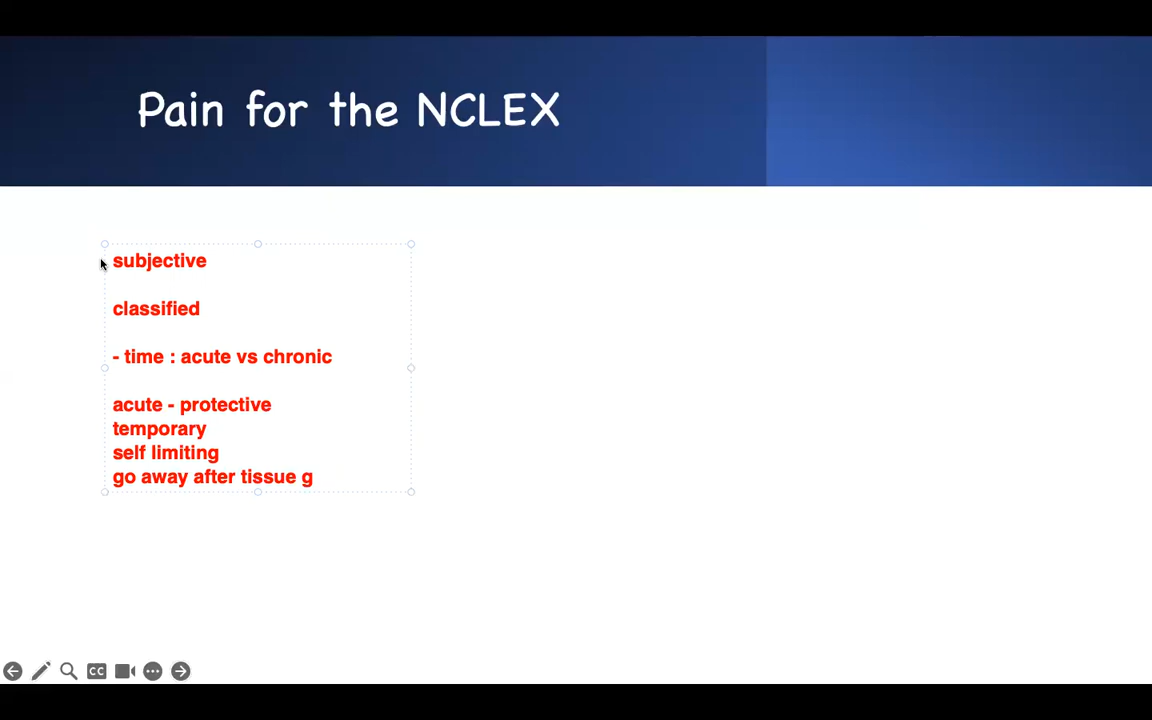 Pain for the NCLEX
subjective
classified
- time : acute vs chronic
acute - protective
temporary
self limiting
go away after tissue g
CC